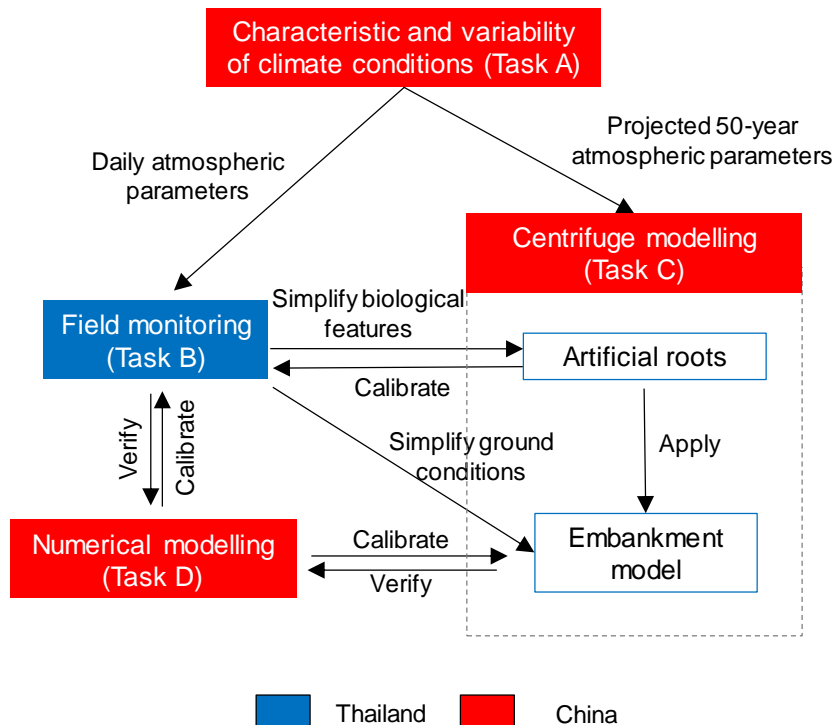 Characteristic and variability
of climate conditions (Task A)
Projected 50-year
atmospheric parameters
Daily atmospheric
parameters
Centrifuge modelling
(Task C)
Simplify biological
features
Field monitoring
(Task B)
Artificial roots
Calibrate
Verify
Calibrate
Simplify ground
conditions
Apply
Numerical modelling
(Task D)
Calibrate
Verify
Embankment
model
Thailand
China